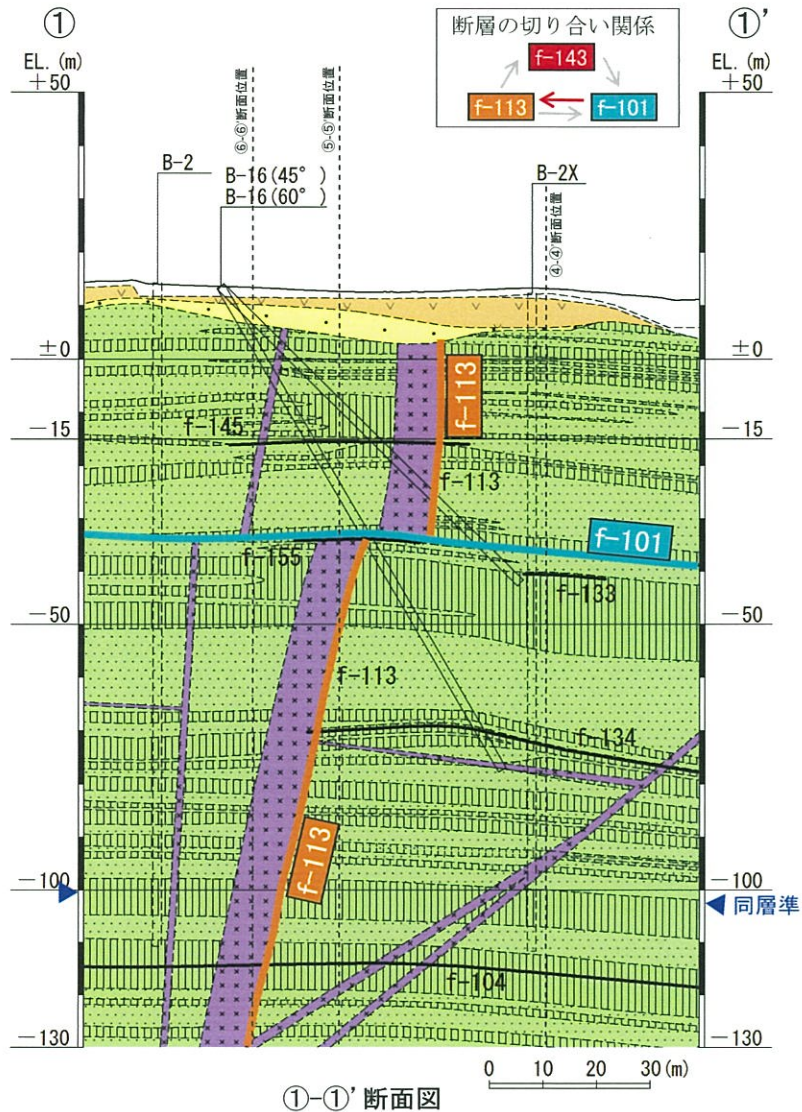 ①
①'
EL. (m)
EL. (m)
断層の切り合い関係
f-143
f-113
f-101
+50
+50
⑥-⑥'断面位置
⑤-⑤'断面位置
④-④'断面位置
B-2
B-16(45°)
B-16(60°)
B-2X
±0
±0
f-113
f-145
-15
-15
f-113
f-101
f-155
f-133
-50
-50
f-113
f-134
f-113
-100
-100
同層準
f-104
-130
-130
0 10 20 30(m)
①-①'断面図